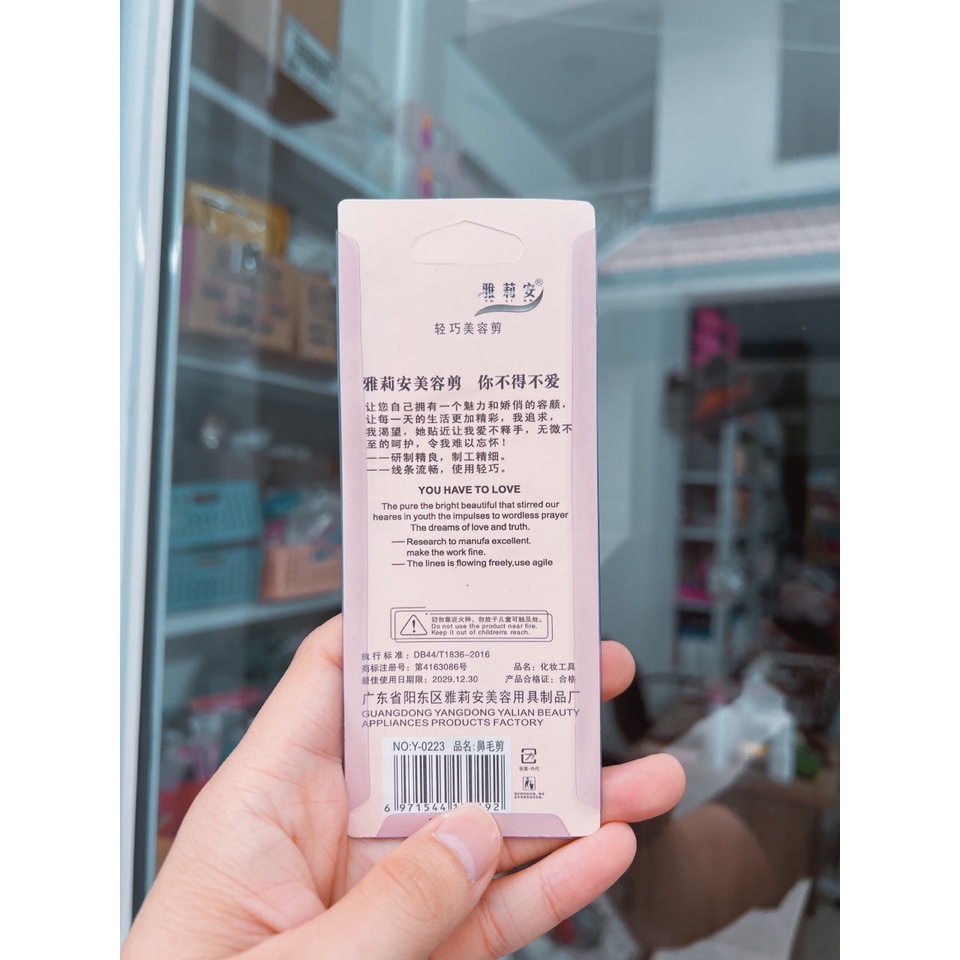 雅莉安®
YA LI AN
轻巧美容剪
雅莉安美容剪 你不得不爱
让您自己拥有一个魅力和娇俏的容颜，
让每一天的生活更加精彩，我追求，
我渴望，她贴近让我爱不释手，无微不
至的呵护，令我难以忘怀！
——研制精良，制工精细。
——线条流畅，使用轻巧。
YOU HAVE TO LOVE
The pure the bright beautiful that stirred our
heares in youth the impulses to wordless prayer
The dreams of love and truth.
—— Research to manufa excellent.
make the work fine.
—— The lines is flowing freely,use agile
切勿靠近火种、勿放于儿童可触及处。
Do not use the product near fire.
Keep it out of children's reach.
执行标准：DB44/T1836-2016
商标注册号：第4163086号 品名：化妆工具
最佳使用日期限：2029.12.30 产品合格证：合格
广东省阳东区雅莉安美容用具制品厂
GUANGDONG YANGDONG YALIAN BEAUTY
APPLIANCES PRODUCTS FACTORY
NO:Y-0223 品名:鼻毛剪
6 971544
92